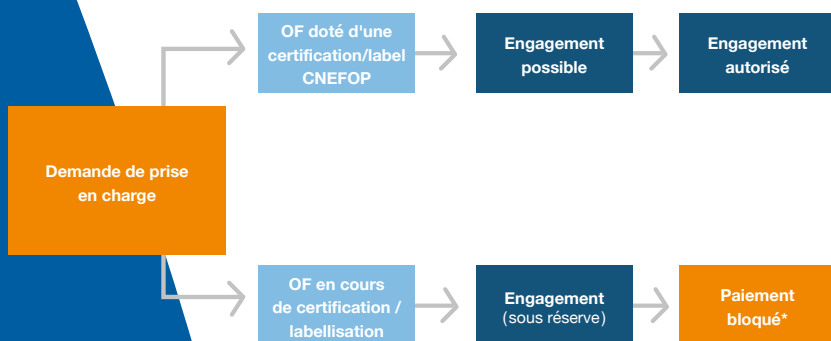 OF doté d'une
certification/label
CNEFOP
Engagement
possible
Engagement
autorisé
Demande de prise
en charge
OF en cours
de certification /
labellisation
Engagement
(sous réserve)
Paiement
bloqué*